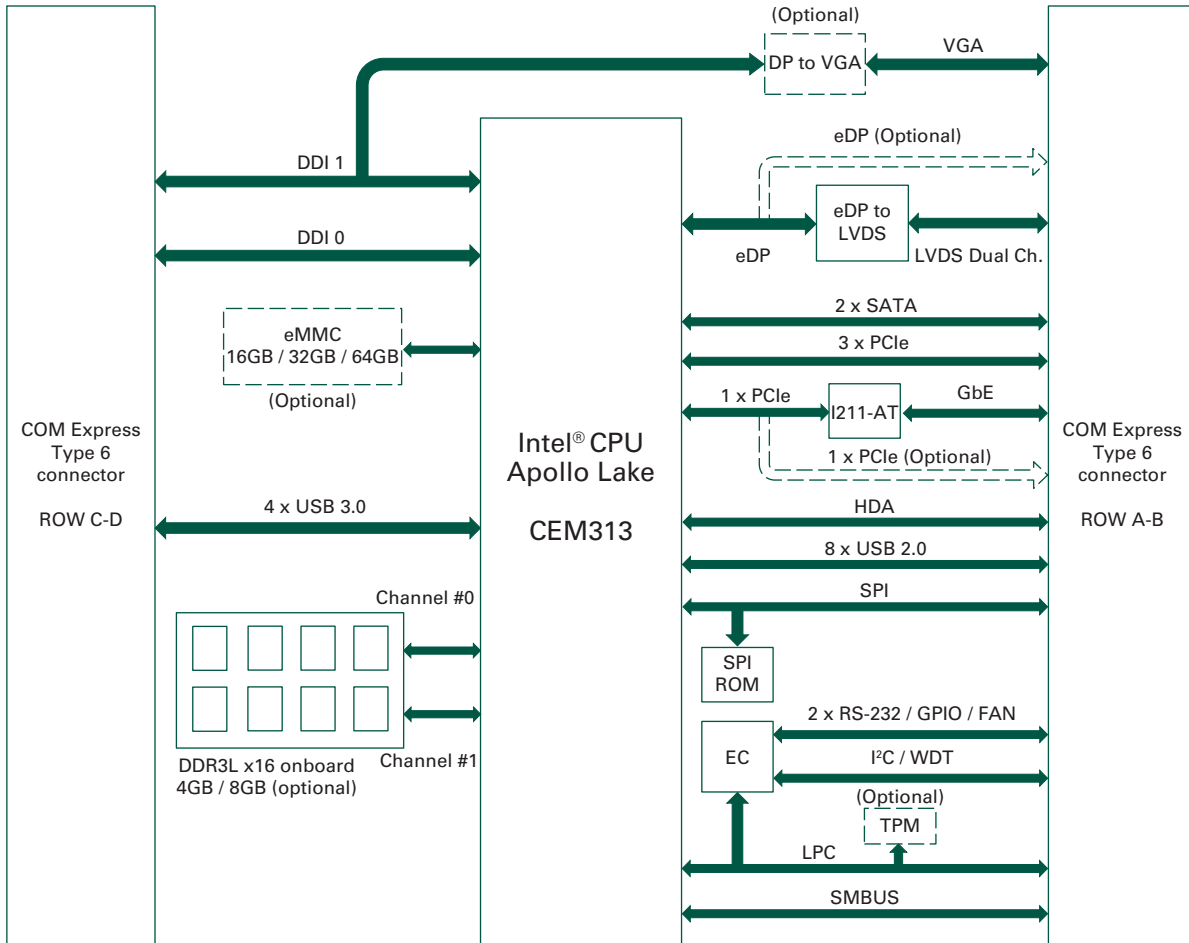 (Optional)
DP to VGA
VGA
eDP (Optional)
DDI 1
eDP to
LVDS
DDI 0
eDP
LVDS Dual Ch.
eMMC
16GB / 32GB / 64GB
(Optional)
2 x SATA
3 x PCIe
1 x PCIe
I211-AT
GbE
1 x PCIe (Optional)
COM Express
Type 6
connector
ROW C-D
Intel® CPU
Apollo Lake
CEM313
COM Express
Type 6
connector
ROW A-B
4 x USB 3.0
HDA
8 x USB 2.0
SPI
Channel #0
SPI
ROM
Channel #1
DDR3L x16 onboard
4GB / 8GB (optional)
2 x RS-232 / GPIO / FAN
EC
I²C / WDT
(Optional)
TPM
LPC
SMBUS